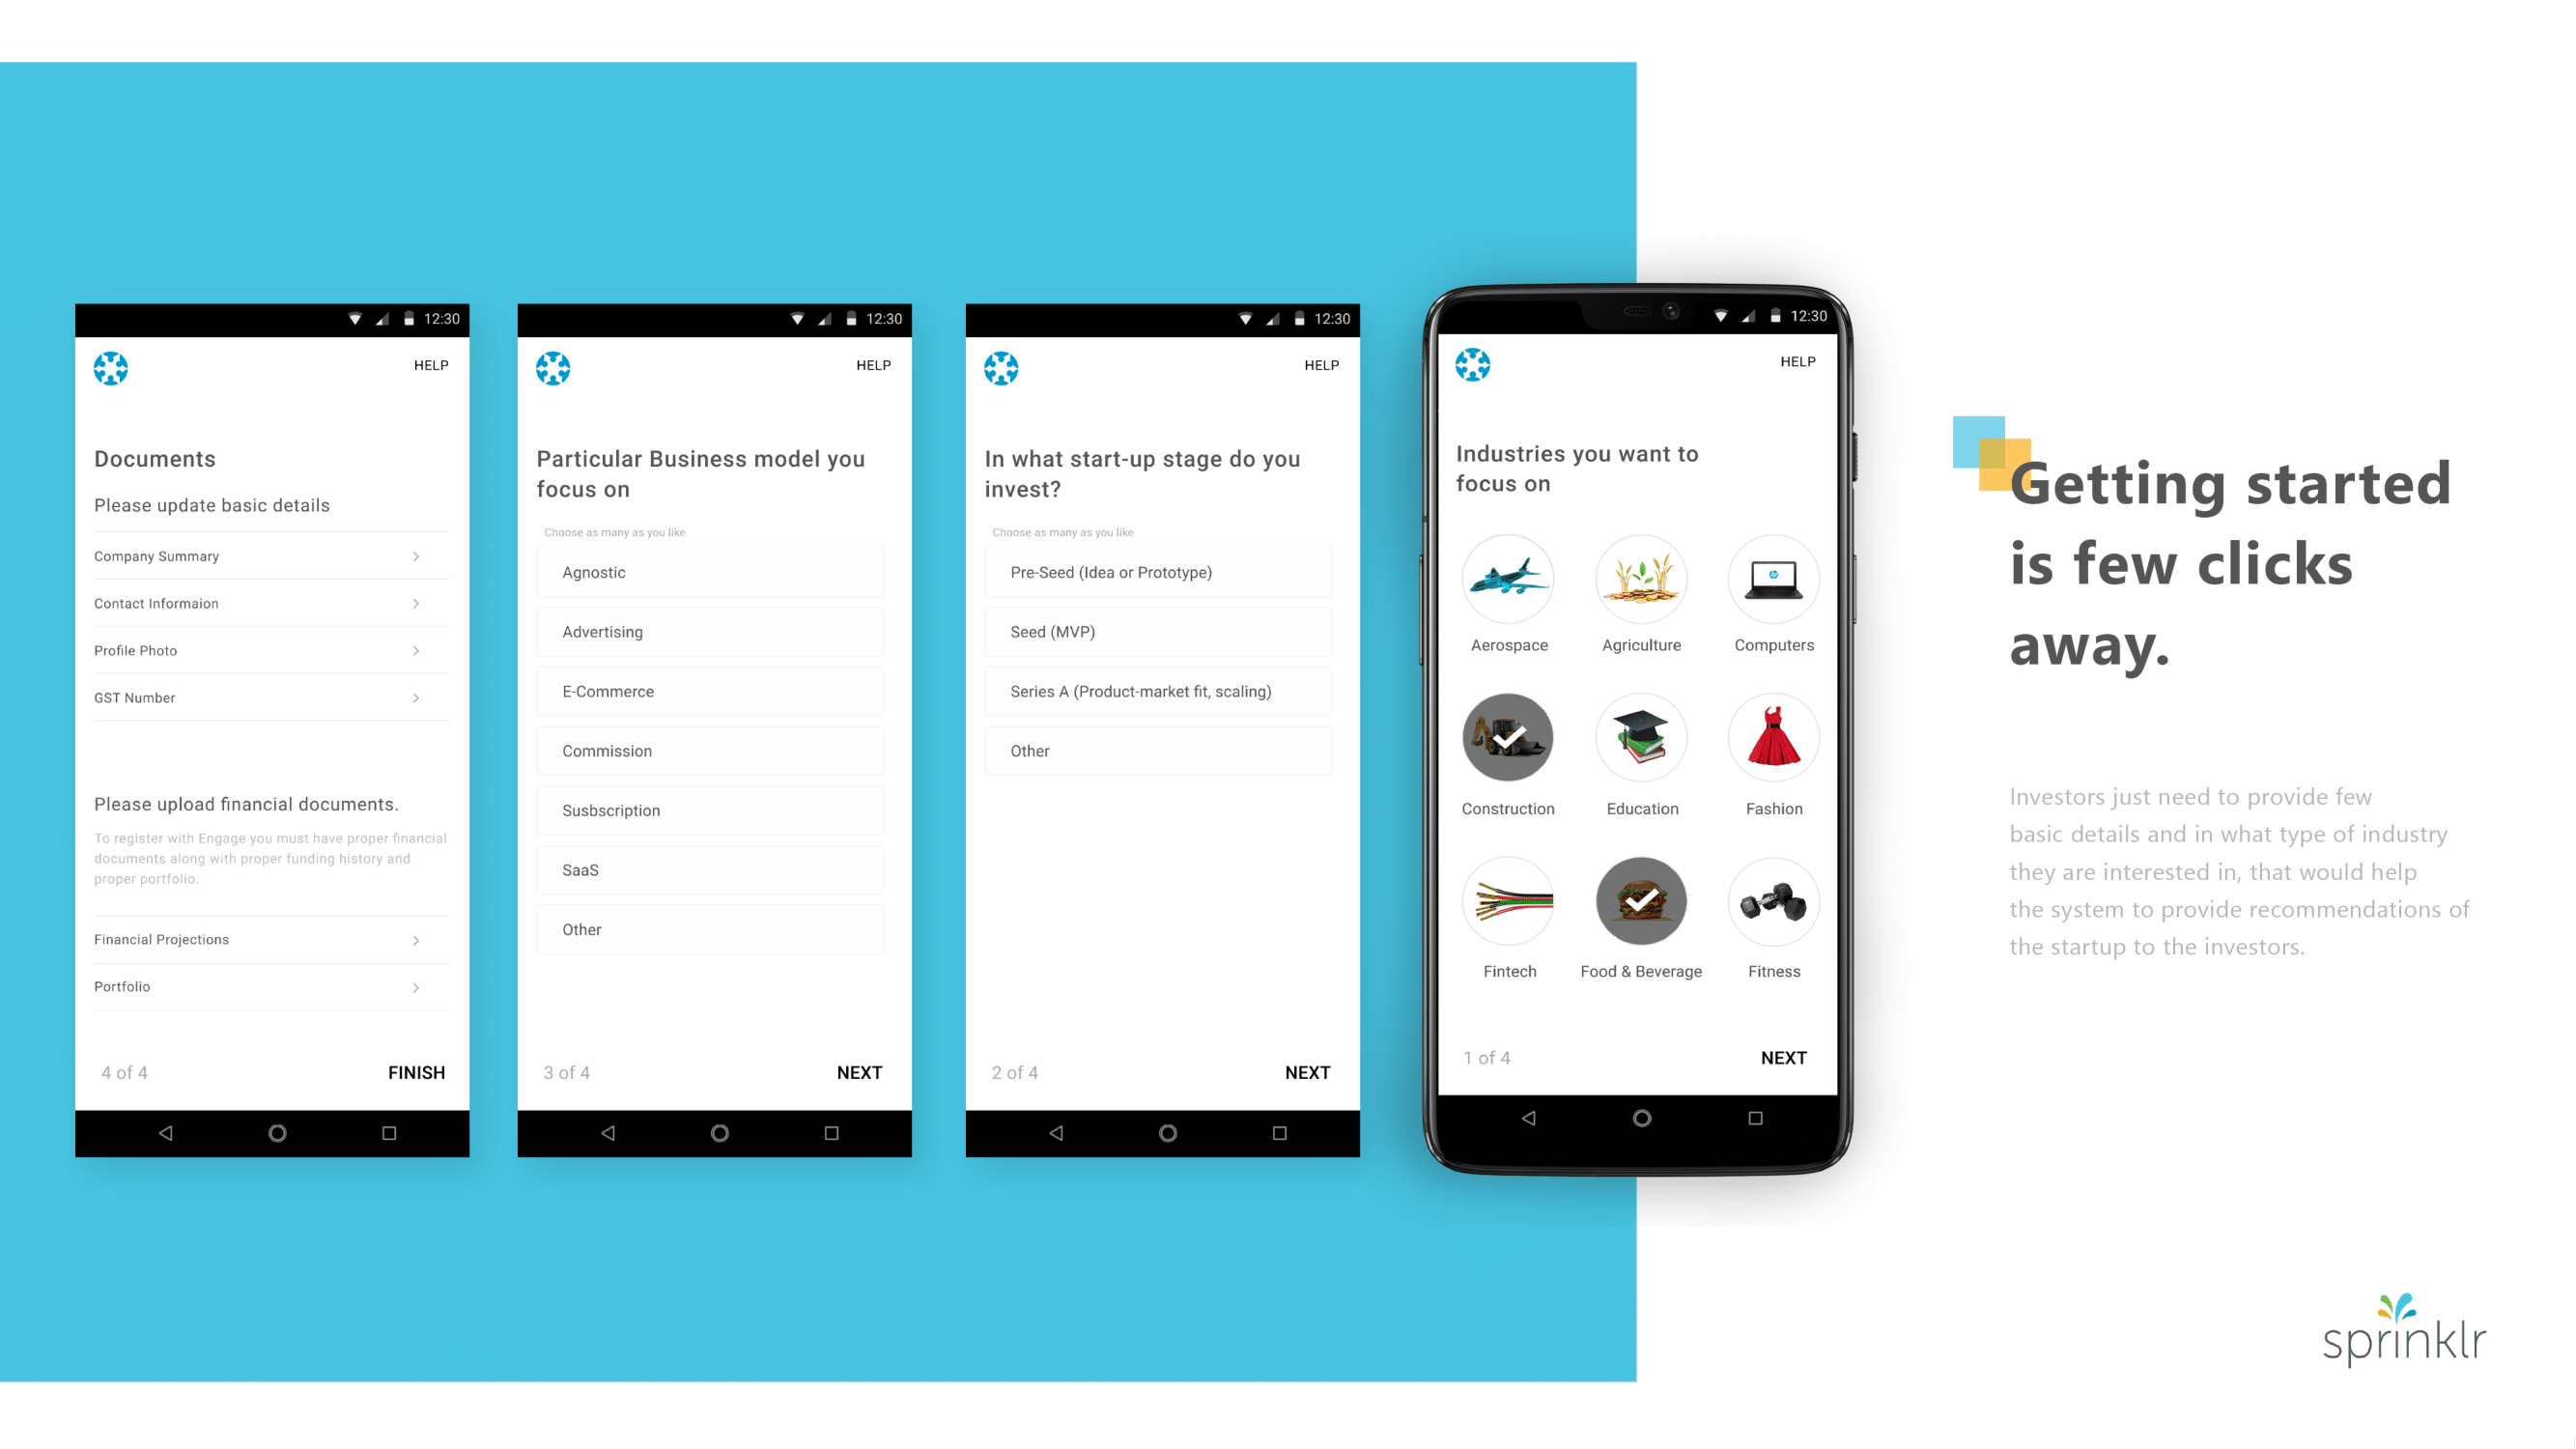 12:30
HELP
Documents
Please update basic details
Company Summary
Contact Informaion
Profile Photo
GST Number
Please upload financial documents.
To register with Engage you must have proper financial
documents along with proper funding history and
proper portfolio.
Financial Projections
Portfolio
4 of 4
FINISH
12:30
HELP
Particular Business model you
focus on
Choose as many as you like
Agnostic
Advertising
E-Commerce
Commission
Susbscription
SaaS
Other
3 of 4
NEXT
12:30
HELP
In what start-up stage do you
invest?
Choose as many as you like
Pre-Seed (Idea or Prototype)
Seed (MVP)
Series A (Product-market fit, scaling)
Other
2 of 4
NEXT
12:30
HELP
Industries you want to
focus on
Aerospace
Agriculture
Computers
Construction
Education
Fashion
Fintech
Food & Beverage
Fitness
1 of 4
NEXT
Getting started
is few clicks
away.
Investors just need to provide few
basic details and in what type of industry
they are interested in, that would help
the system to provide recommendations of
the startup to the investors.
sprinklr